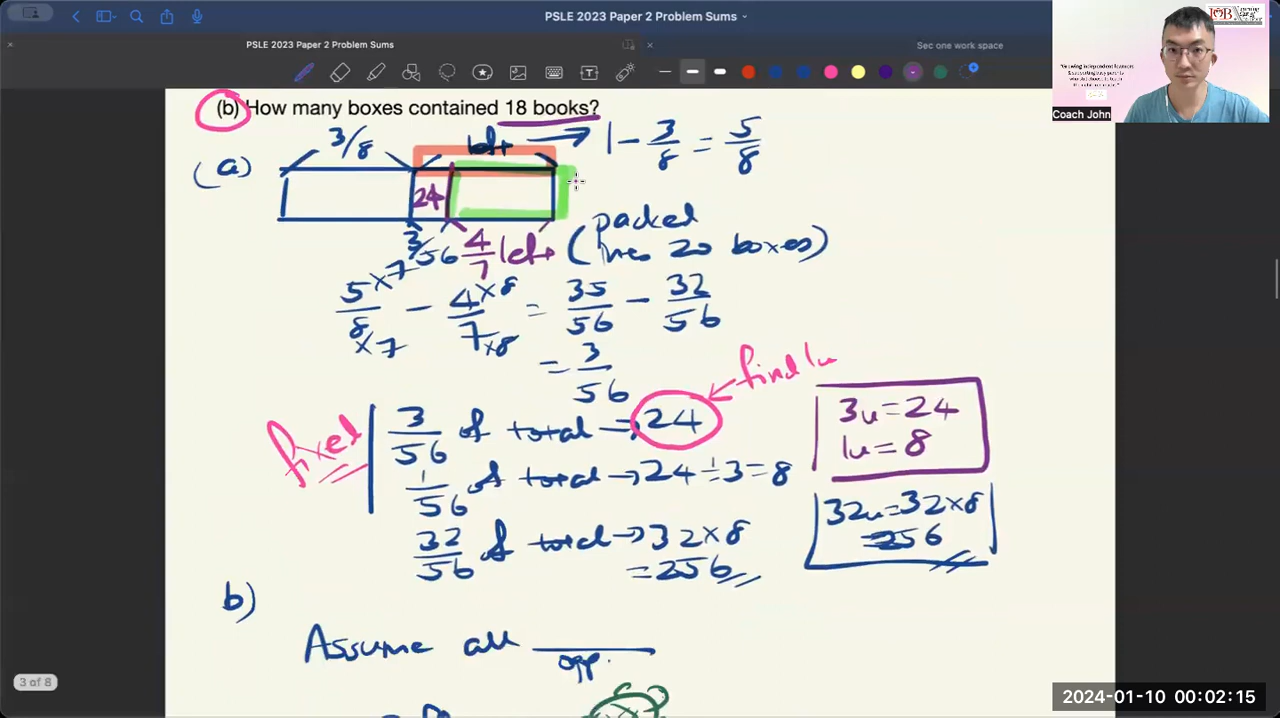 PSLE 2023 Paper 2 Problem Sums
PSLE 2023 Paper 2 Problem Sums
Sec one work space
Coach John
(b) How many boxes contained 18 books?
(a)
3/8
left
1 - 3/8 = 5/8
24
3/56
4/7 left
(packed
20 boxes)
5/8 ×7 ×7 - 4/7 ×8 ×8 = 35/56 - 32/56
= 3/56
find 1u
fixed
3/56 of total → 24
1/56 of total → 24 ÷ 3 = 8
32/56 of total → 32 × 8
= 256
3u = 24
1u = 8
32u = 32 × 8
= 256
b)
Assume all
opp.
3 of 8
2024-01-10 00:02:15